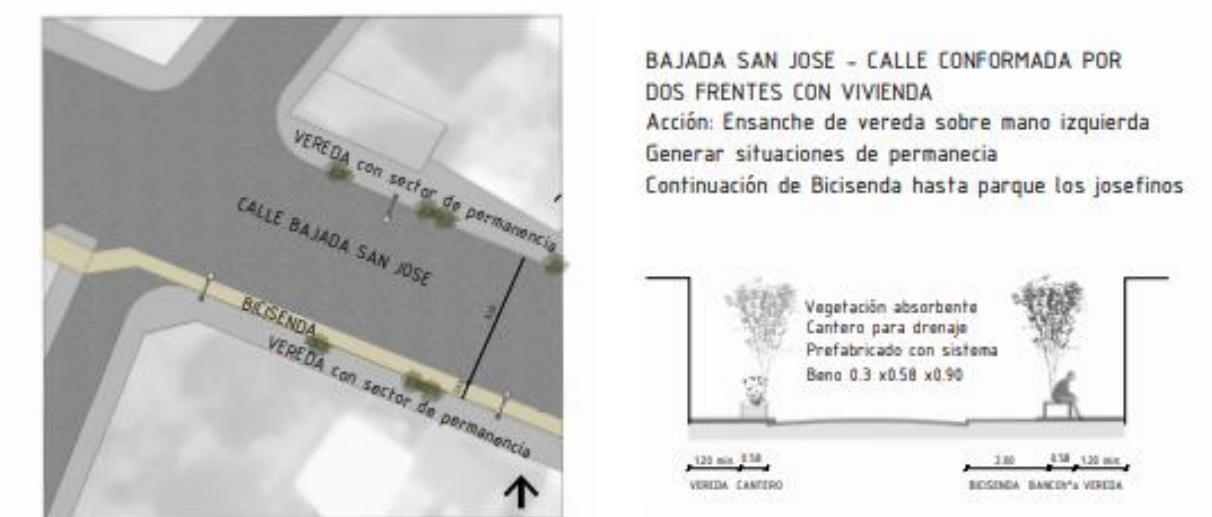 VEREDA con sector de permanencia
CALLE BAJADA SAN JOSE
BICISENDA
VEREDA con sector de permanencia
BAJADA SAN JOSE - CALLE CONFORMADA POR
DOS FRENTES CON VIVIENDA
Acción: Ensanche de vereda sobre mano izquierda
Generar situaciones de permanecia
Continuación de Bicisenda hasta parque los josefinos
Vegetación absorbente
Cantero para drenaje
Prefabricado con sistema
Beno 0.3 x0.58 x0.90
1.20 min. 0.58
VEREDA CANTERO
2.00 0.58 1.20 min.
BICISENDA VEREDA